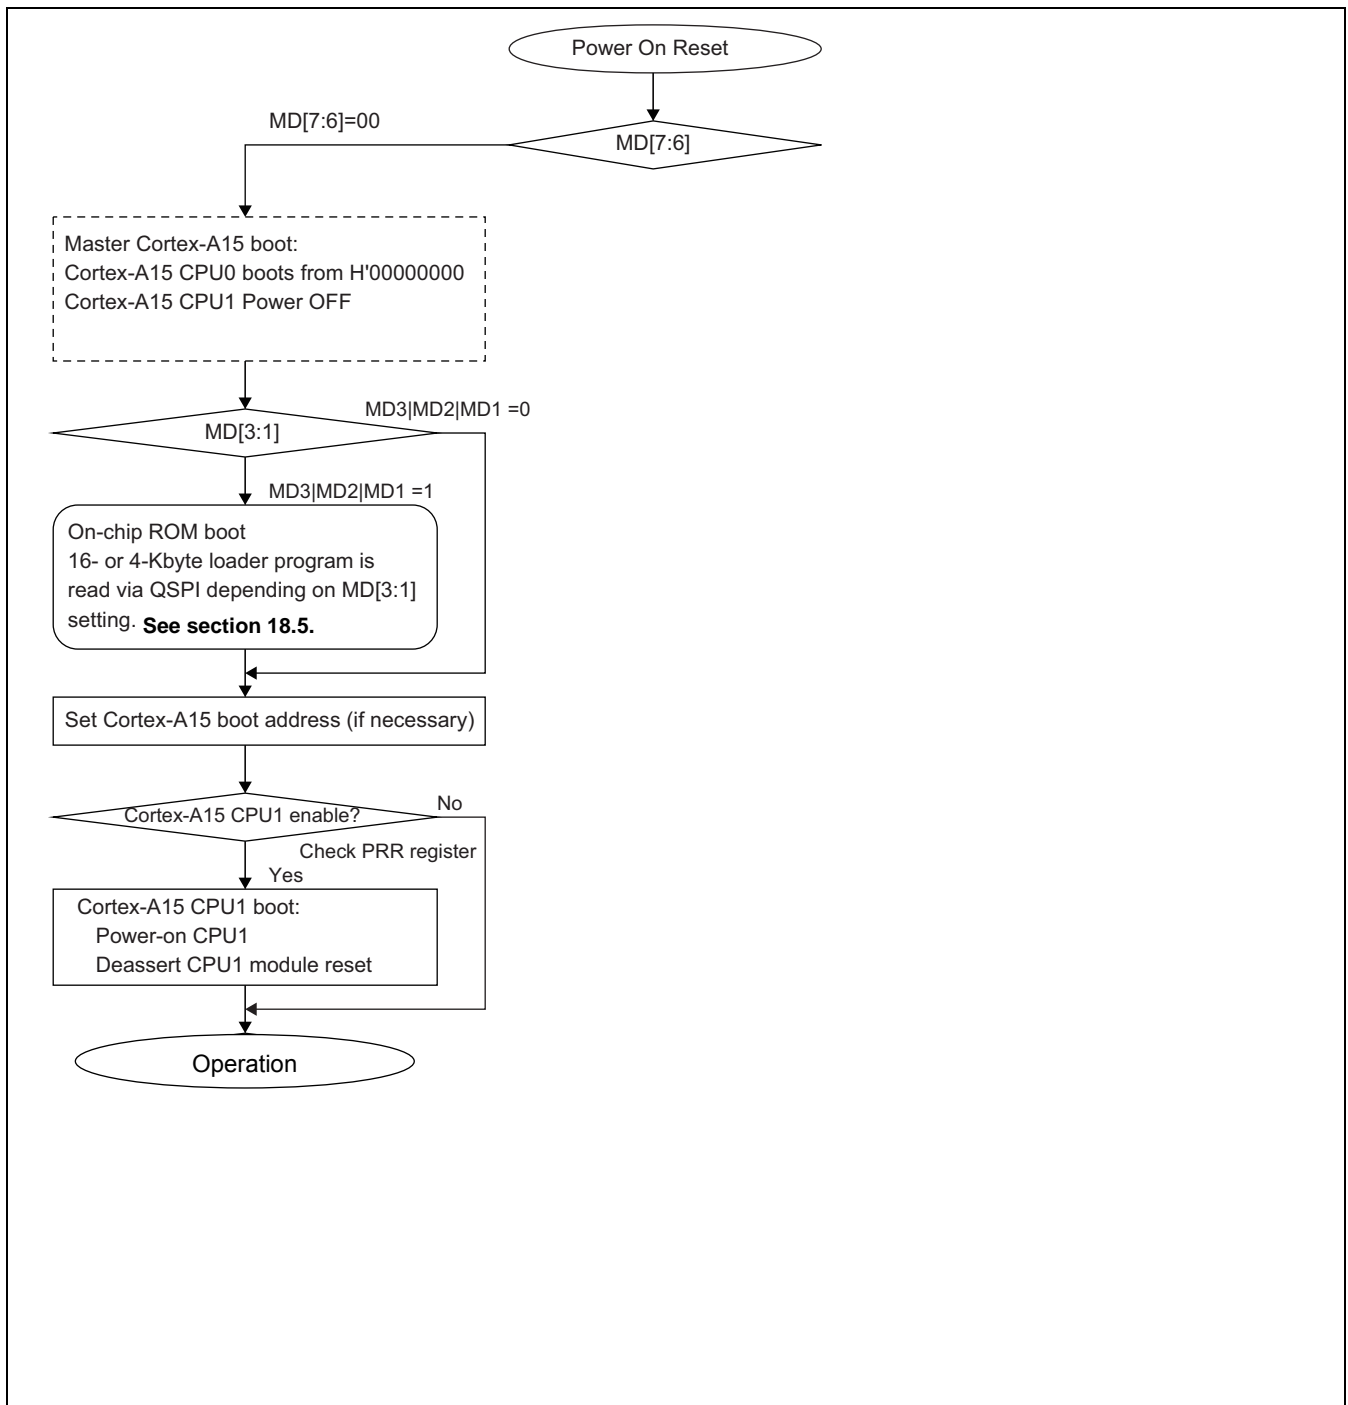 Power On Reset
MD[7:6]=00
MD[7:6]
Master Cortex-A15 boot:
Cortex-A15 CPU0 boots from H'00000000
Cortex-A15 CPU1 Power OFF
MD3|MD2|MD1 =0
MD[3:1]
MD3|MD2|MD1 =1
On-chip ROM boot
16- or 4-Kbyte loader program is
read via QSPI depending on MD[3:1]
setting. See section 18.5.
Set Cortex-A15 boot address (if necessary)
Cortex-A15 CPU1 enable?
No
Check PRR register
Yes
Cortex-A15 CPU1 boot:
Power-on CPU1
Deassert CPU1 module reset
Operation